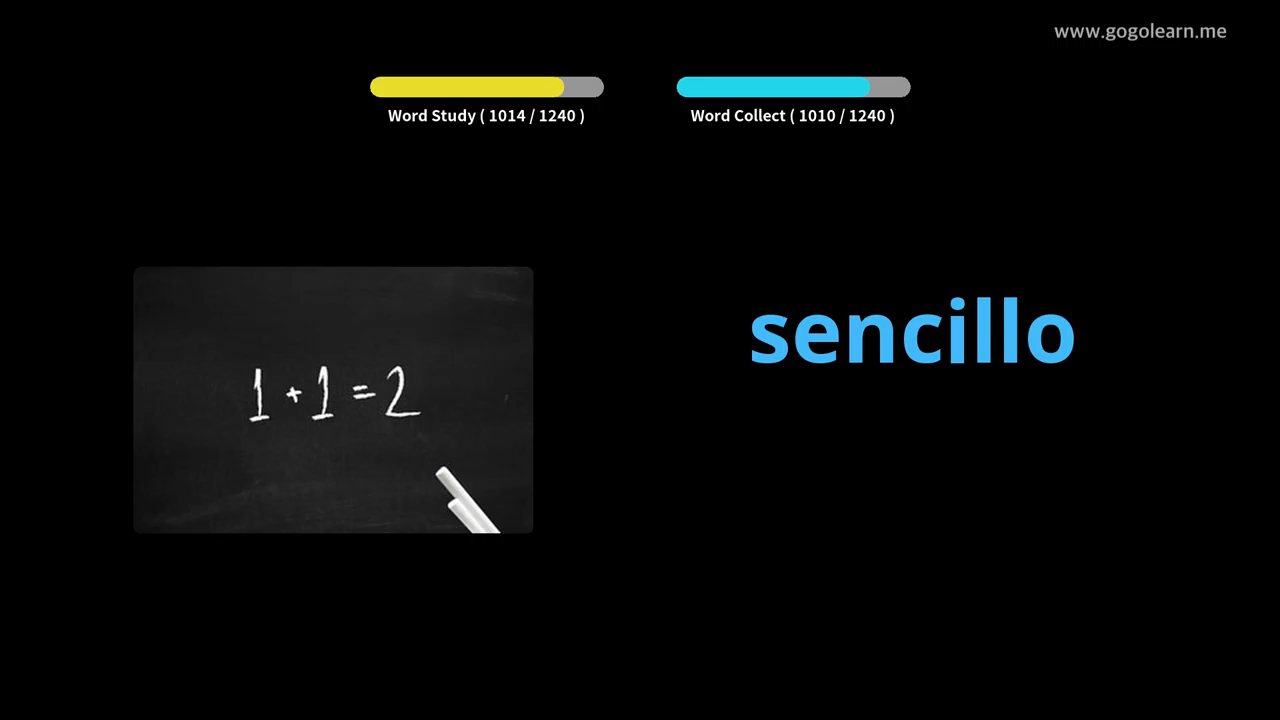 www.gogolearn.me
Word Study ( 1014 / 1240 )
Word Collect ( 1010 / 1240 )
sencillo
1 + 1 = 2